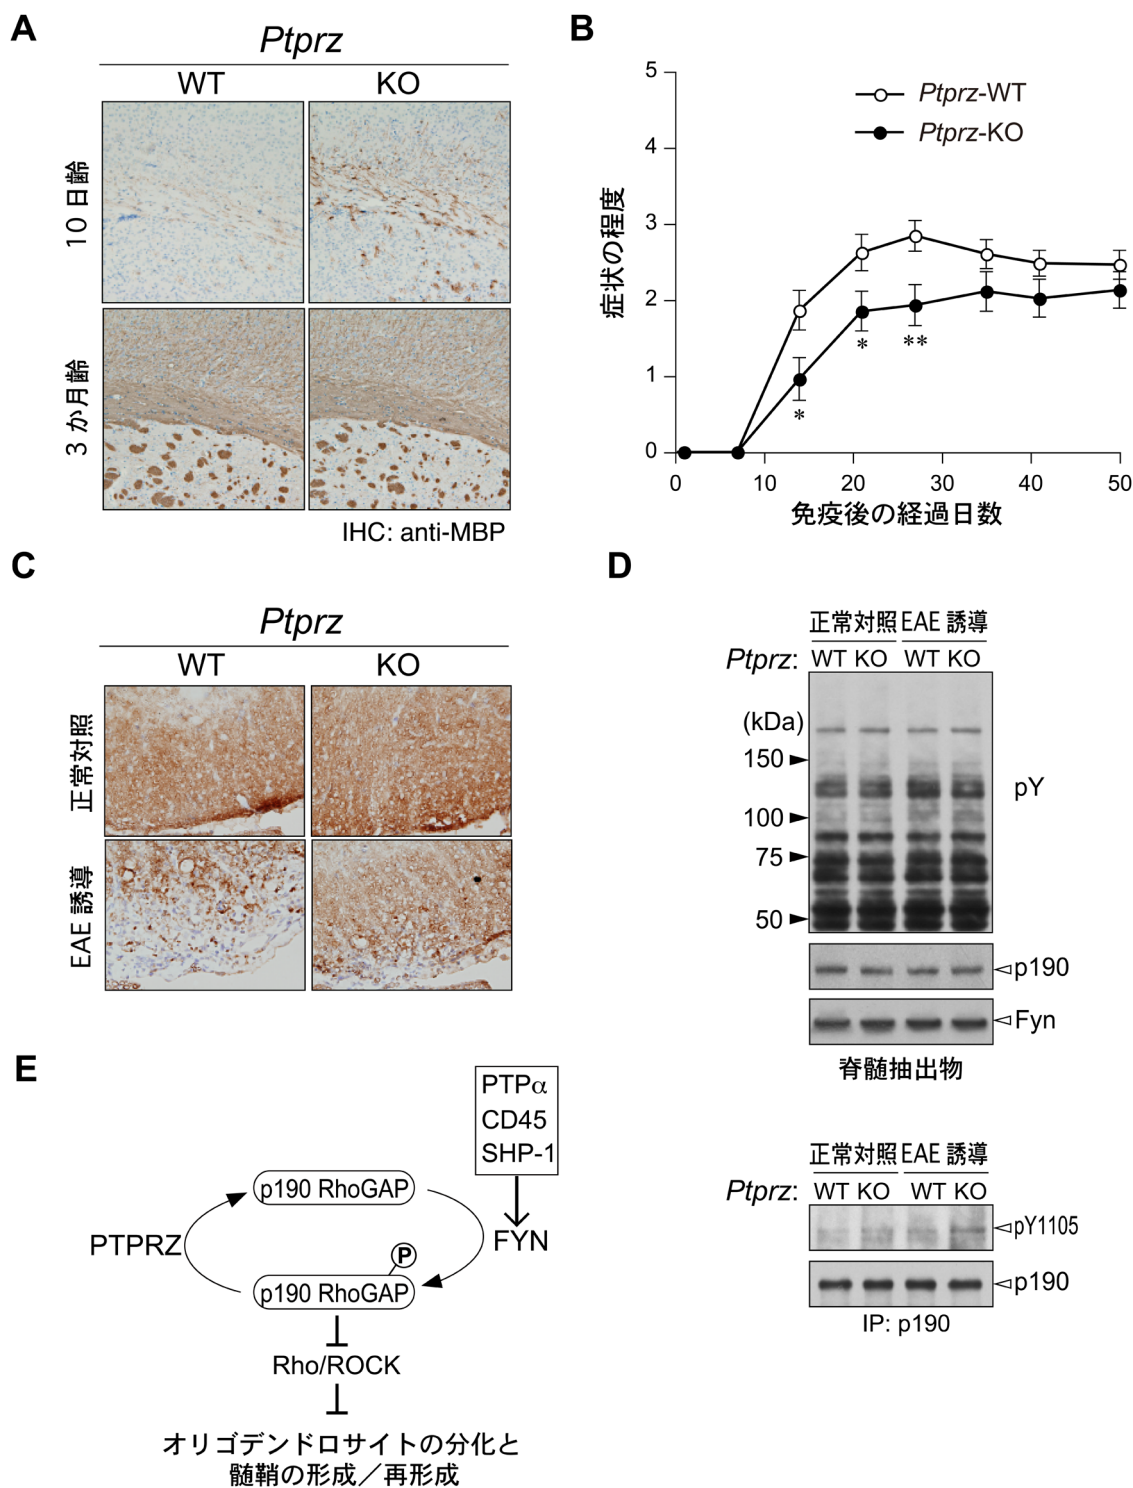 A
Ptprz
WT
KO
10 日齢
3 か月齢
IHC: anti-MBP
B
5
4
3
2
1
0
症状の程度
Ptprz-WT
Ptprz-KO
*
*
**
0
10
20
30
40
50
免疫後の経過日数
C
Ptprz
WT
KO
正常対照
EAE 誘導
D
正常対照 EAE 誘導
Ptprz: WT KO WT KO
(kDa)
150
100
75
50
pY
p190
Fyn
脊髄抽出物
正常対照 EAE 誘導
Ptprz: WT KO WT KO
pY1105
p190
IP: p190
E
PTPα
CD45
SHP-1
p190 RhoGAP
PTPRZ
FYN
P
p190 RhoGAP
Rho/ROCK
オリゴデンドロサイトの分化と
髄鞘の形成／再形成